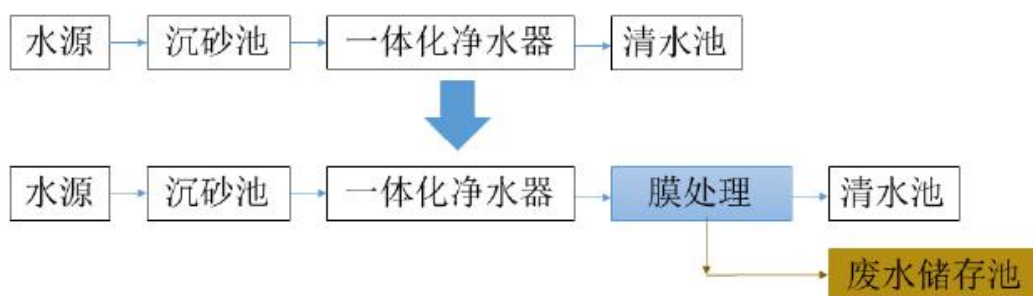 水源 沉砂池 一体化净水器 清水池
水源 沉砂池 一体化净水器 膜处理 清水池
废水储存池